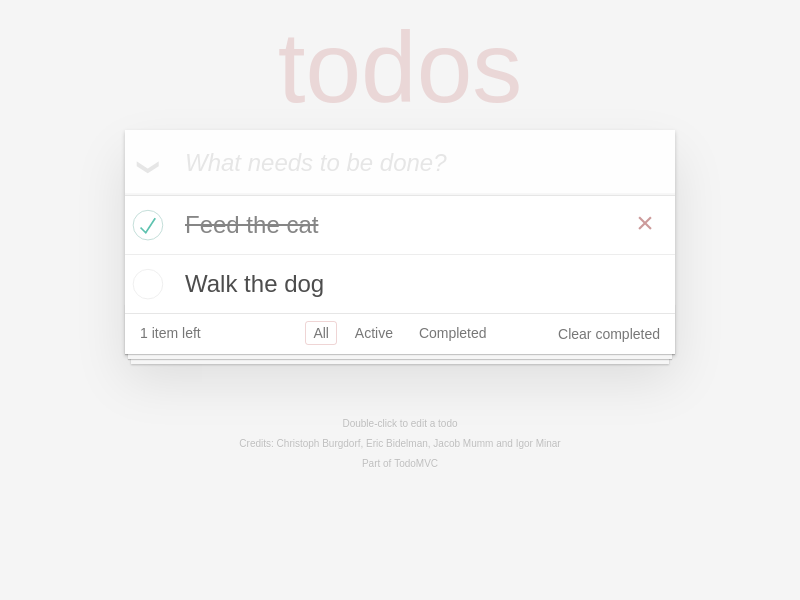 todos
What needs to be done?
Feed the cat
Walk the dog
1 item left All Active Completed Clear completed
Double-click to edit a todo
Credits: Christoph Burgdorf, Eric Bidelman, Jacob Mumm and Igor Minar
Part of TodoMVC